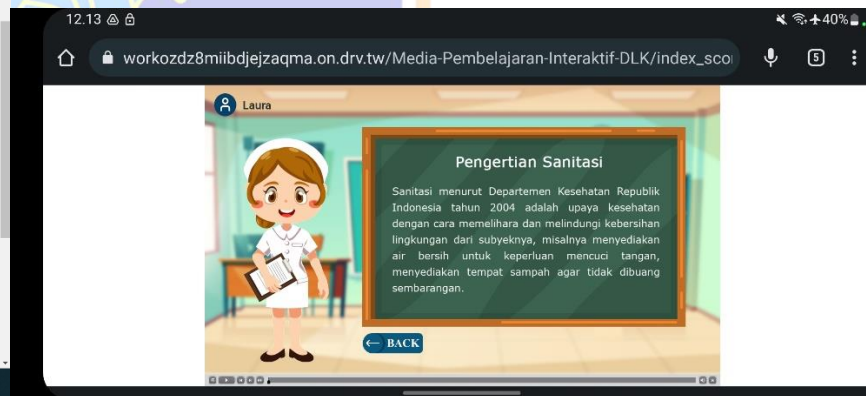 12.13
40%
workozdz8miibdjejzaqma.on.drv.tw/Media-Pembelajaran-Interaktif-DLK/index_sco
5
Laura
Pengertian Sanitasi
Sanitasi menurut Departemen Kesehatan Republik
Indonesia tahun 2004 adalah upaya kesehatan
dengan cara memelihara dan melindungi kebersihan
lingkungan dari subyeknya, misalnya menyediakan
air bersih untuk keperluan mencuci tangan,
menyediakan tempat sampah agar tidak dibuang
sembarangan.
BACK